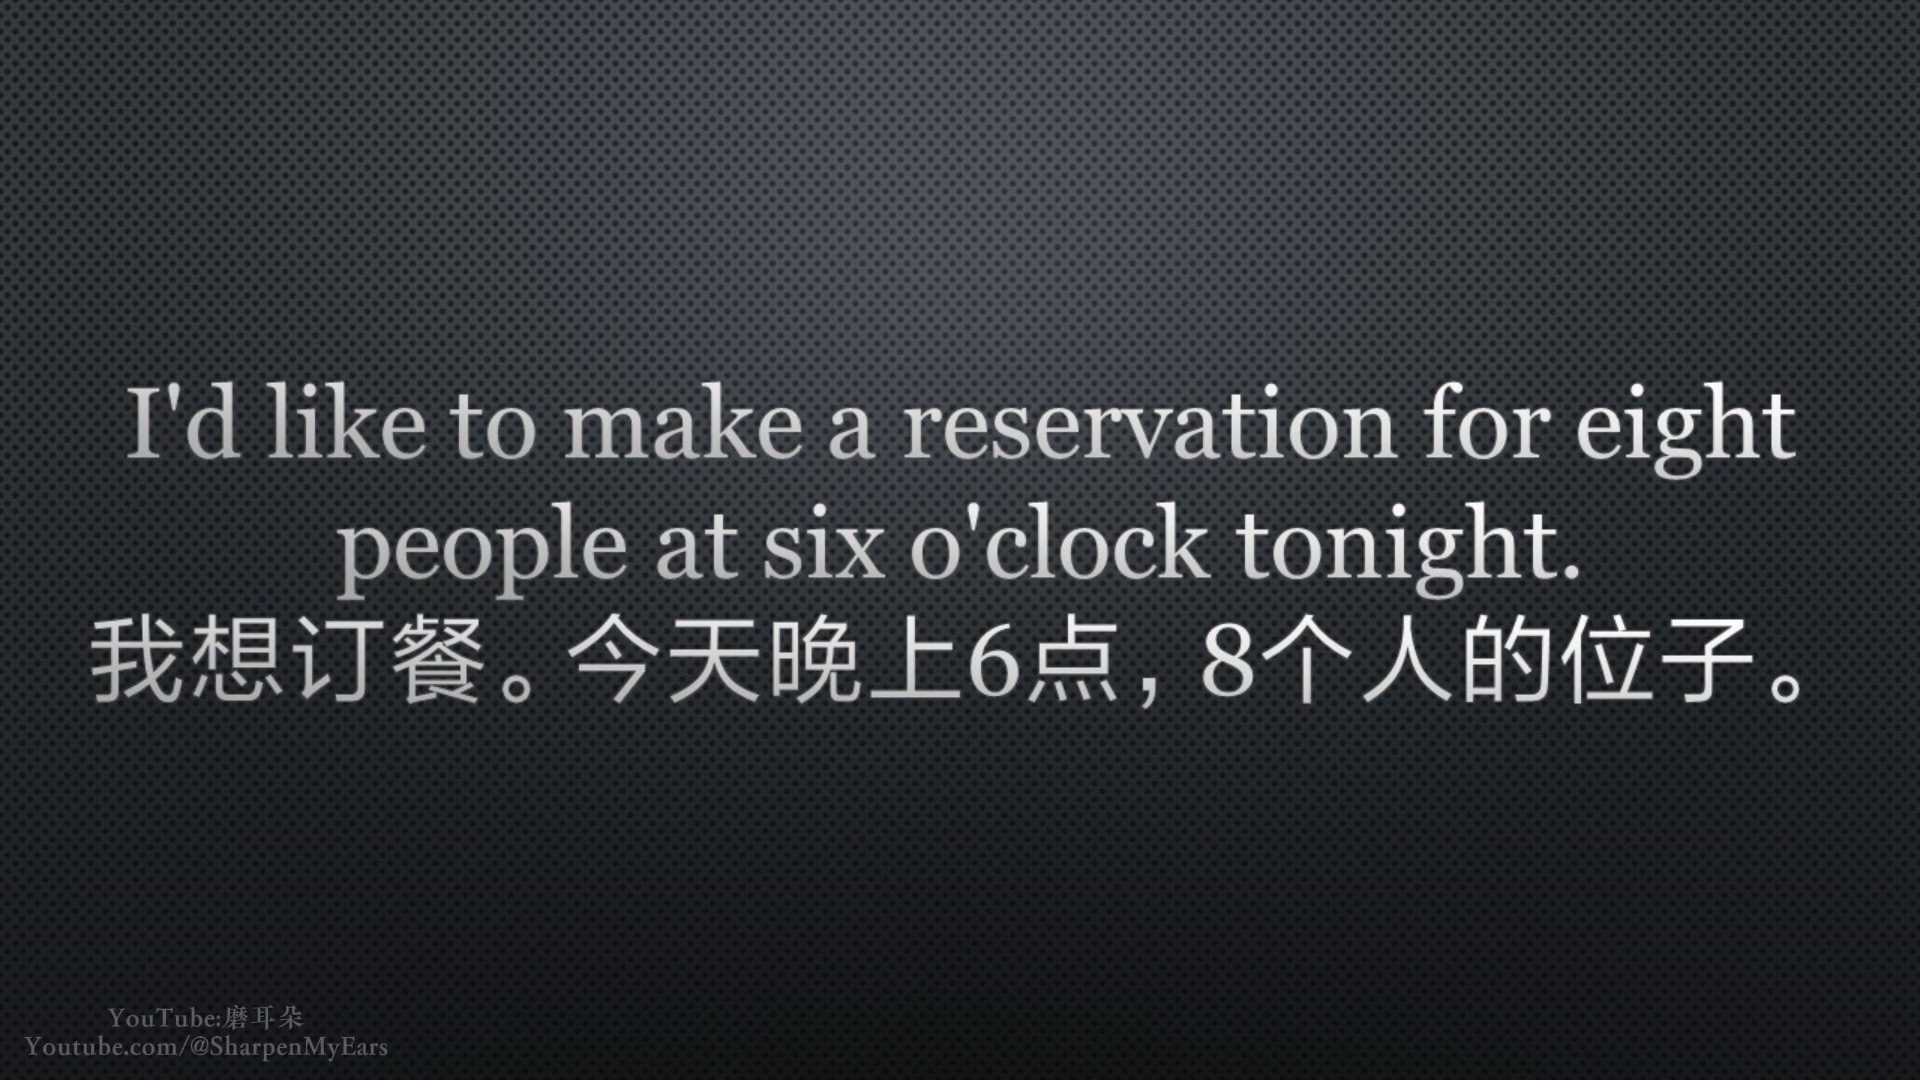 I'd like to make a reservation for eight
people at six o'clock tonight.
我想订餐。今天晚上6点，8个人的位子。
YouTube:磨耳朵
Youtube.com/@SharpenMyEars